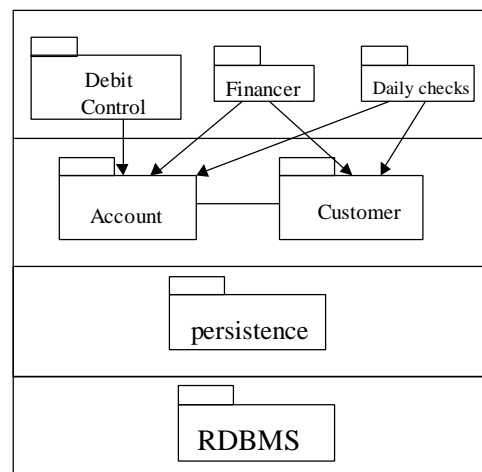 Debit
Control
Financer
Daily checks
Account
Customer
persistence
RDBMS